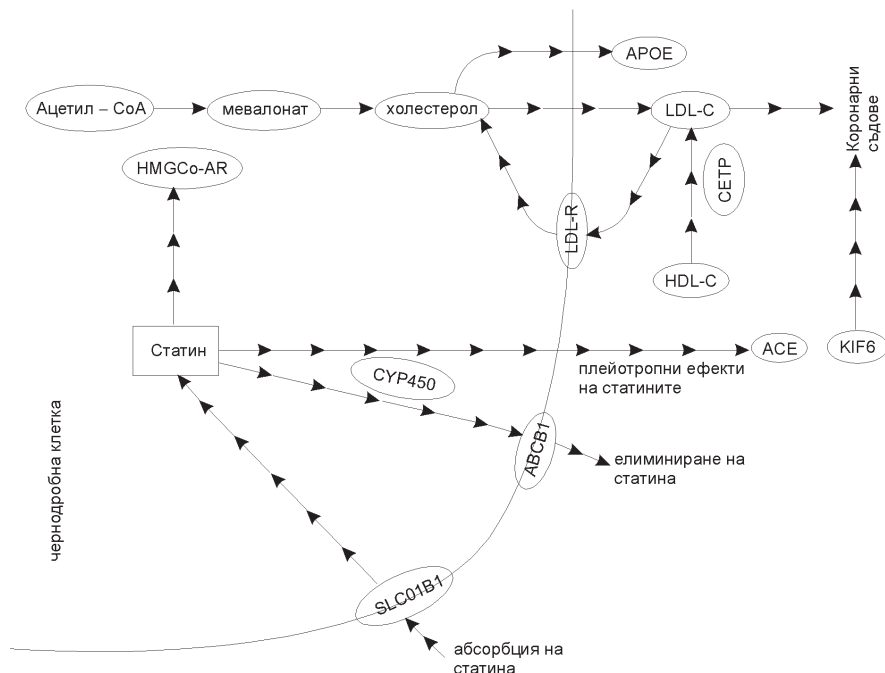 APOE
Ацетил – CoA
мевалонат
холестерол
LDL-C
Коронарни
съдове
HMGCo-AR
CETP
LDL-R
HDL-C
Статин
ACE
KIF6
CYP450
плейотропни ефекти
на статините
чернодробна клетка
ABCB1
елиминиране на
статина
SLC01B1
абсорбция на
статина